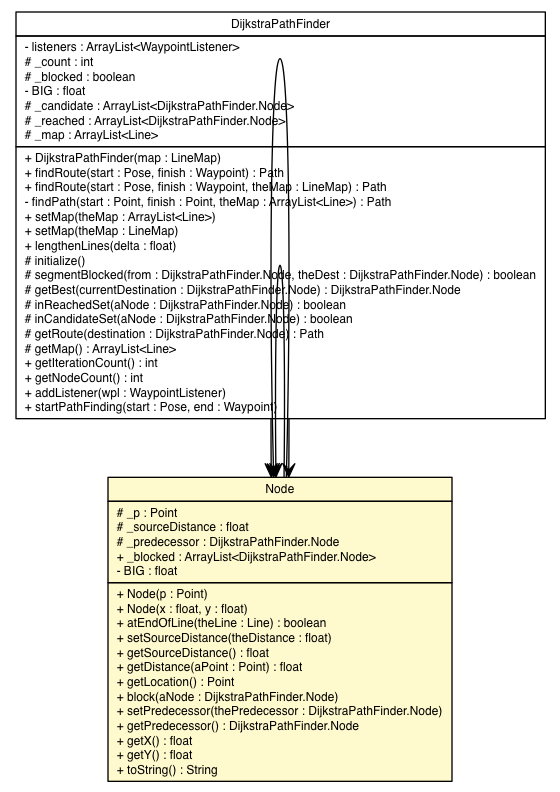 DijkstraPathFinder
- listeners : ArrayList<WaypointListener>
# _count : int
# _blocked : boolean
- BIG : float
# _candidate : ArrayList<DijkstraPathFinder.Node>
# _reached : ArrayList<DijkstraPathFinder.Node>
# _map : ArrayList<Line>
+ DijkstraPathFinder(map : LineMap)
+ findRoute(start : Pose, finish : Waypoint) : Path
+ findRoute(start : Pose, finish : Waypoint, theMap : LineMap) : Path
- findPath(start : Point, finish : Point, theMap : ArrayList<Line>) : Path
+ setMap(theMap : ArrayList<Line>)
+ setMap(theMap : LineMap)
+ lengthenLines(delta : float)
# initialize()
# segmentBlocked(from : DijkstraPathFinder.Node, theDest : DijkstraPathFinder.Node) : boolean
# getBest(currentDestination : DijkstraPathFinder.Node) : DijkstraPathFinder.Node
# inReachedSet(aNode : DijkstraPathFinder.Node) : boolean
# inCandidateSet(aNode : DijkstraPathFinder.Node) : boolean
# getRoute(destination : DijkstraPathFinder.Node) : Path
# getMap() : ArrayList<Line>
+ getIterationCount() : int
+ getNodeCount() : int
+ addListener(wpl : WaypointListener)
+ startPathFinding(start : Pose, end : Waypoint)
Node
# _p : Point
# _sourceDistance : float
# _predecessor : DijkstraPathFinder.Node
+ _blocked : ArrayList<DijkstraPathFinder.Node>
- BIG : float
+ Node(p : Point)
+ Node(x : float, y : float)
+ atEndOfLine(theLine : Line) : boolean
+ setSourceDistance(theDistance : float)
+ getSourceDistance() : float
+ getDistance(aPoint : Point) : float
+ getLocation() : Point
+ block(aNode : DijkstraPathFinder.Node)
+ setPredecessor(thePredecessor : DijkstraPathFinder.Node)
+ getPredecessor() : DijkstraPathFinder.Node
+ getX() : float
+ getY() : float
+ toString() : String